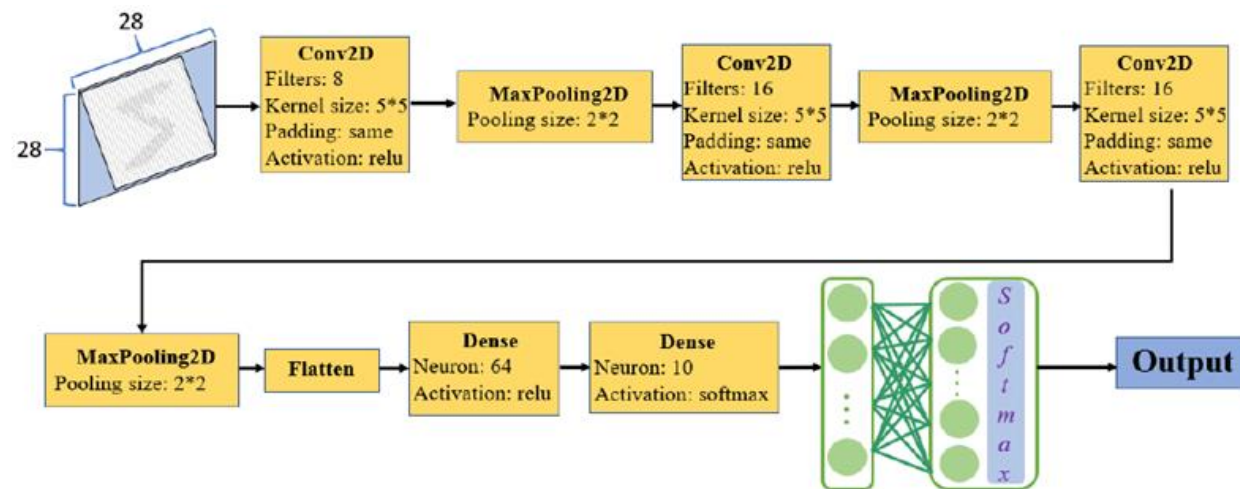 28
28
Conv2D
Filters: 8
Kernel size: 5*5
Padding: same
Activation: relu
MaxPooling2D
Pooling size: 2*2
Conv2D
Filters: 16
Kernel size: 5*5
Padding: same
Activation: relu
MaxPooling2D
Pooling size: 2*2
Conv2D
Filters: 16
Kernel size: 5*5
Padding: same
Activation: relu
MaxPooling2D
Pooling size: 2*2
Flatten
Dense
Neuron: 64
Activation: relu
Dense
Neuron: 10
Activation: softmax
Softmax
Output